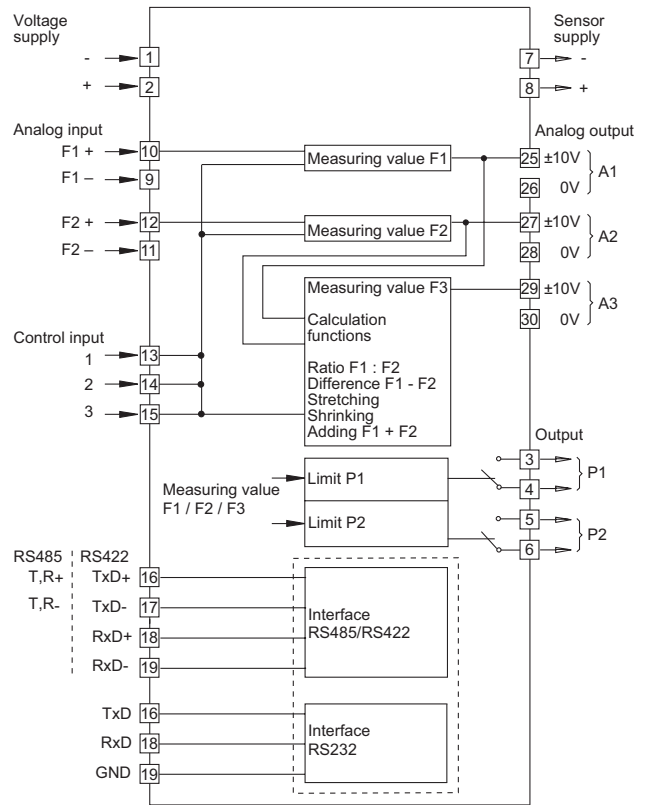 Voltage
supply
- 1
+ 2
Sensor
supply
7 -
8 +
Analog input
F1 + 10
F1 – 9
F2 + 12
F2 – 11
Measuring value F1
Measuring value F2
Analog output
25 ±10V
26 0V
A1
27 ±10V
28 0V
A2
29 ±10V
30 0V
A3
Measuring value F3
Calculation
functions
Ratio F1 : F2
Difference F1 - F2
Stretching
Shrinking
Adding F1 + F2
Control input
1 13
2 14
3 15
Measuring value
F1 / F2 / F3
Limit P1
Limit P2
Output
3
4
P1
5
6
P2
RS485 RS422
T,R+ TxD+ 16
T,R- TxD- 17
RxD+ 18
RxD- 19
Interface
RS485/RS422
TxD 16
RxD 18
GND 19
Interface
RS232